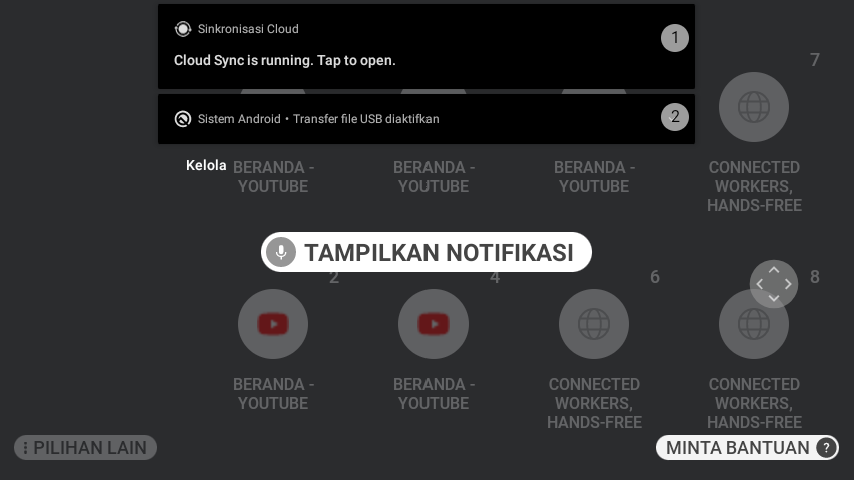 Sinkronisasi Cloud
1
Cloud Sync is running. Tap to open.
7
Sistem Android • Transfer file USB diaktifkan
2
Kelola
BERANDA -
YOUTUBE
BERANDA -
YOUTUBE
BERANDA -
YOUTUBE
CONNECTED
WORKERS,
HANDS-FREE
TAMPILKAN NOTIFIKASI
2
4
6
8
BERANDA -
YOUTUBE
BERANDA -
YOUTUBE
CONNECTED
WORKERS,
HANDS-FREE
CONNECTED
WORKERS,
HANDS-FREE
PILIHAN LAIN
MINTA BANTUAN ?